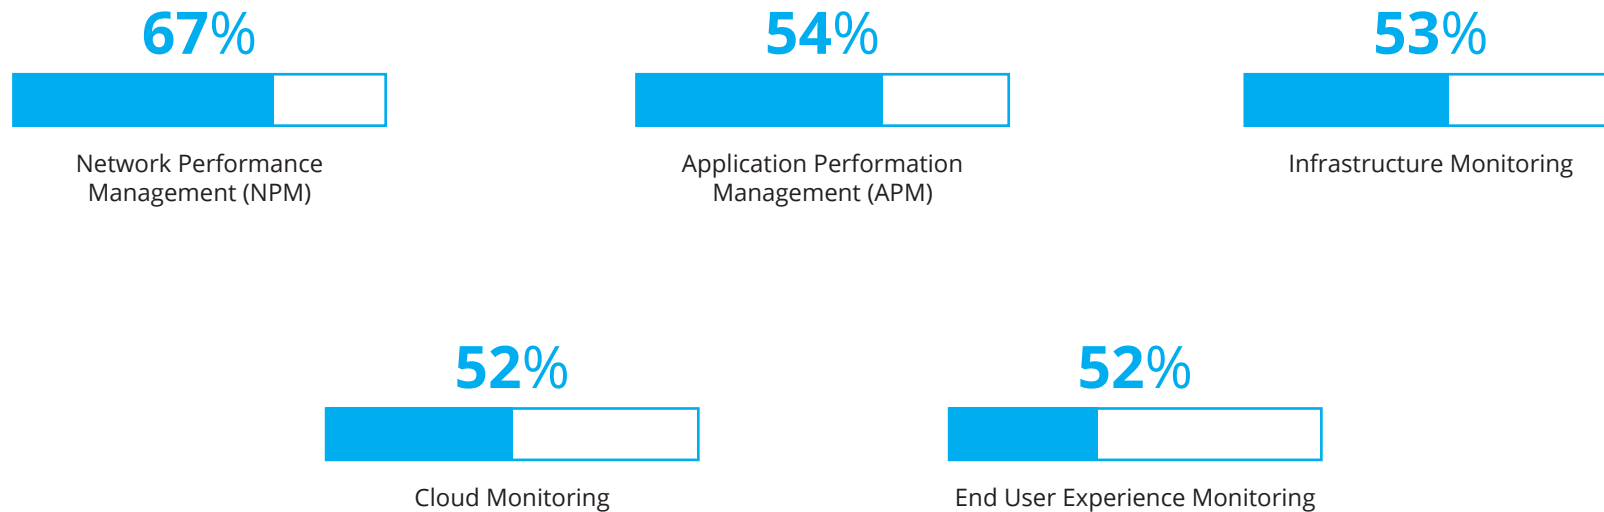 67%
54%
53%
Network Performance
Management (NPM)
Application Performation
Management (APM)
Infrastructure Monitoring
52%
52%
Cloud Monitoring
End User Experience Monitoring